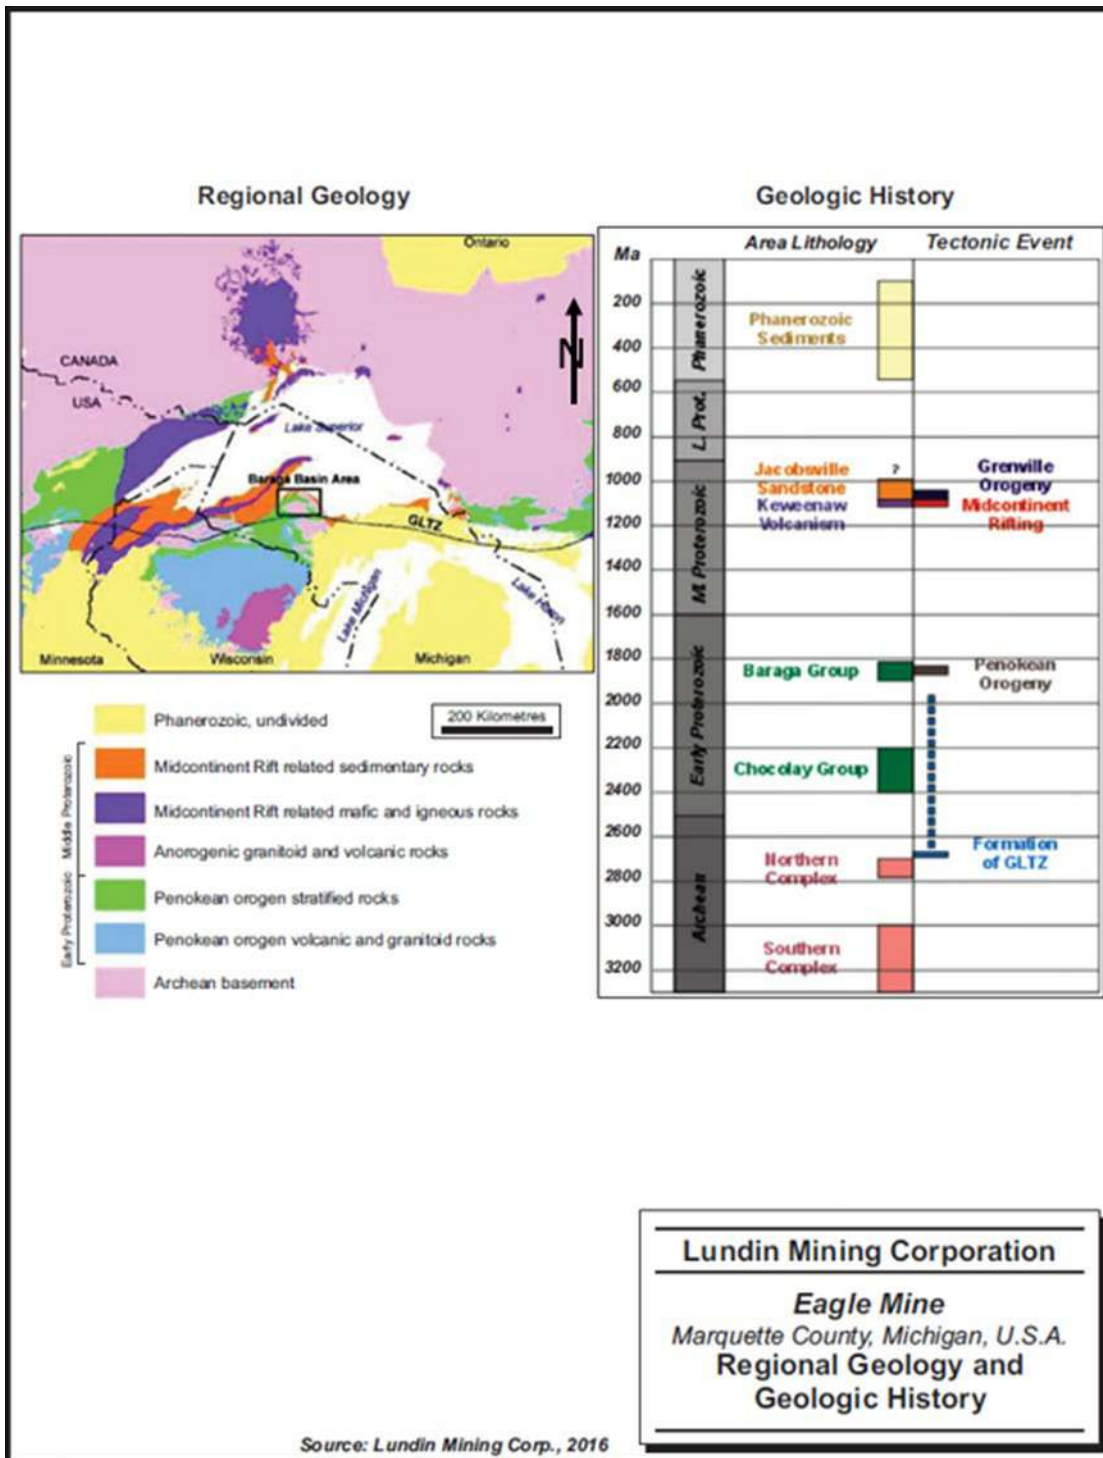 Regional Geology
Ontario
CANADA
USA
N
Lake Superior
Baraga Basin Area
GLTZ
Lake Michigan
Lake Huron
Minnesota
Wisconsin
Michigan
200 Kilometres
Phanerozoic, undivided
Midcontinent Rift related sedimentary rocks
Midcontinent Rift related mafic and igneous rocks
Anorogenic granitoid and volcanic rocks
Penokean orogen stratified rocks
Penokean orogen volcanic and granitoid rocks
Archean basement
Middle Proterozoic
Early Proterozoic
Geologic History
Ma
Area Lithology
Tectonic Event
200
400
600
800
1000
1200
1400
1600
1800
2000
2200
2400
2600
2800
3000
3200
Phanerozoic
L. Prot.
M. Proterozoic
Early Proterozoic
Archean
Phanerozoic
Sediments
Jacobsville
Sandstone
Keweenaw
Volcanism
?
Grenville
Orogeny
Midcontinent
Rifting
Baraga Group
Penokean
Orogeny
Chocolay Group
Northern
Complex
Formation
of GLTZ
Southern
Complex
Lundin Mining Corporation
Eagle Mine
Marquette County, Michigan, U.S.A.
Regional Geology and
Geologic History
Source: Lundin Mining Corp., 2016